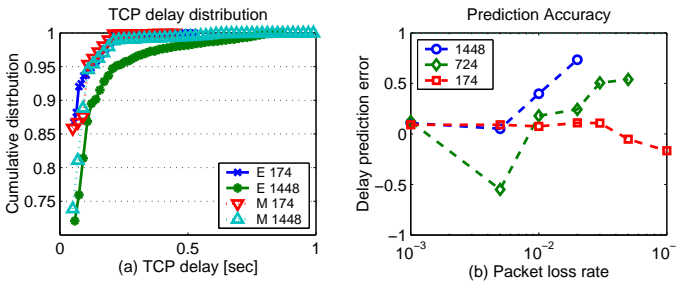 TCP delay distribution
Cumulative distribution
1
0.95
0.9
0.85
0.8
0.75
E 174
E 1448
M 174
M 1448
0
0.5
1
(a) TCP delay [sec]
Prediction Accuracy
Delay prediction error
1
0.5
0
−0.5
−1
1448
724
174
10⁻³
10⁻²
10⁻
(b) Packet loss rate